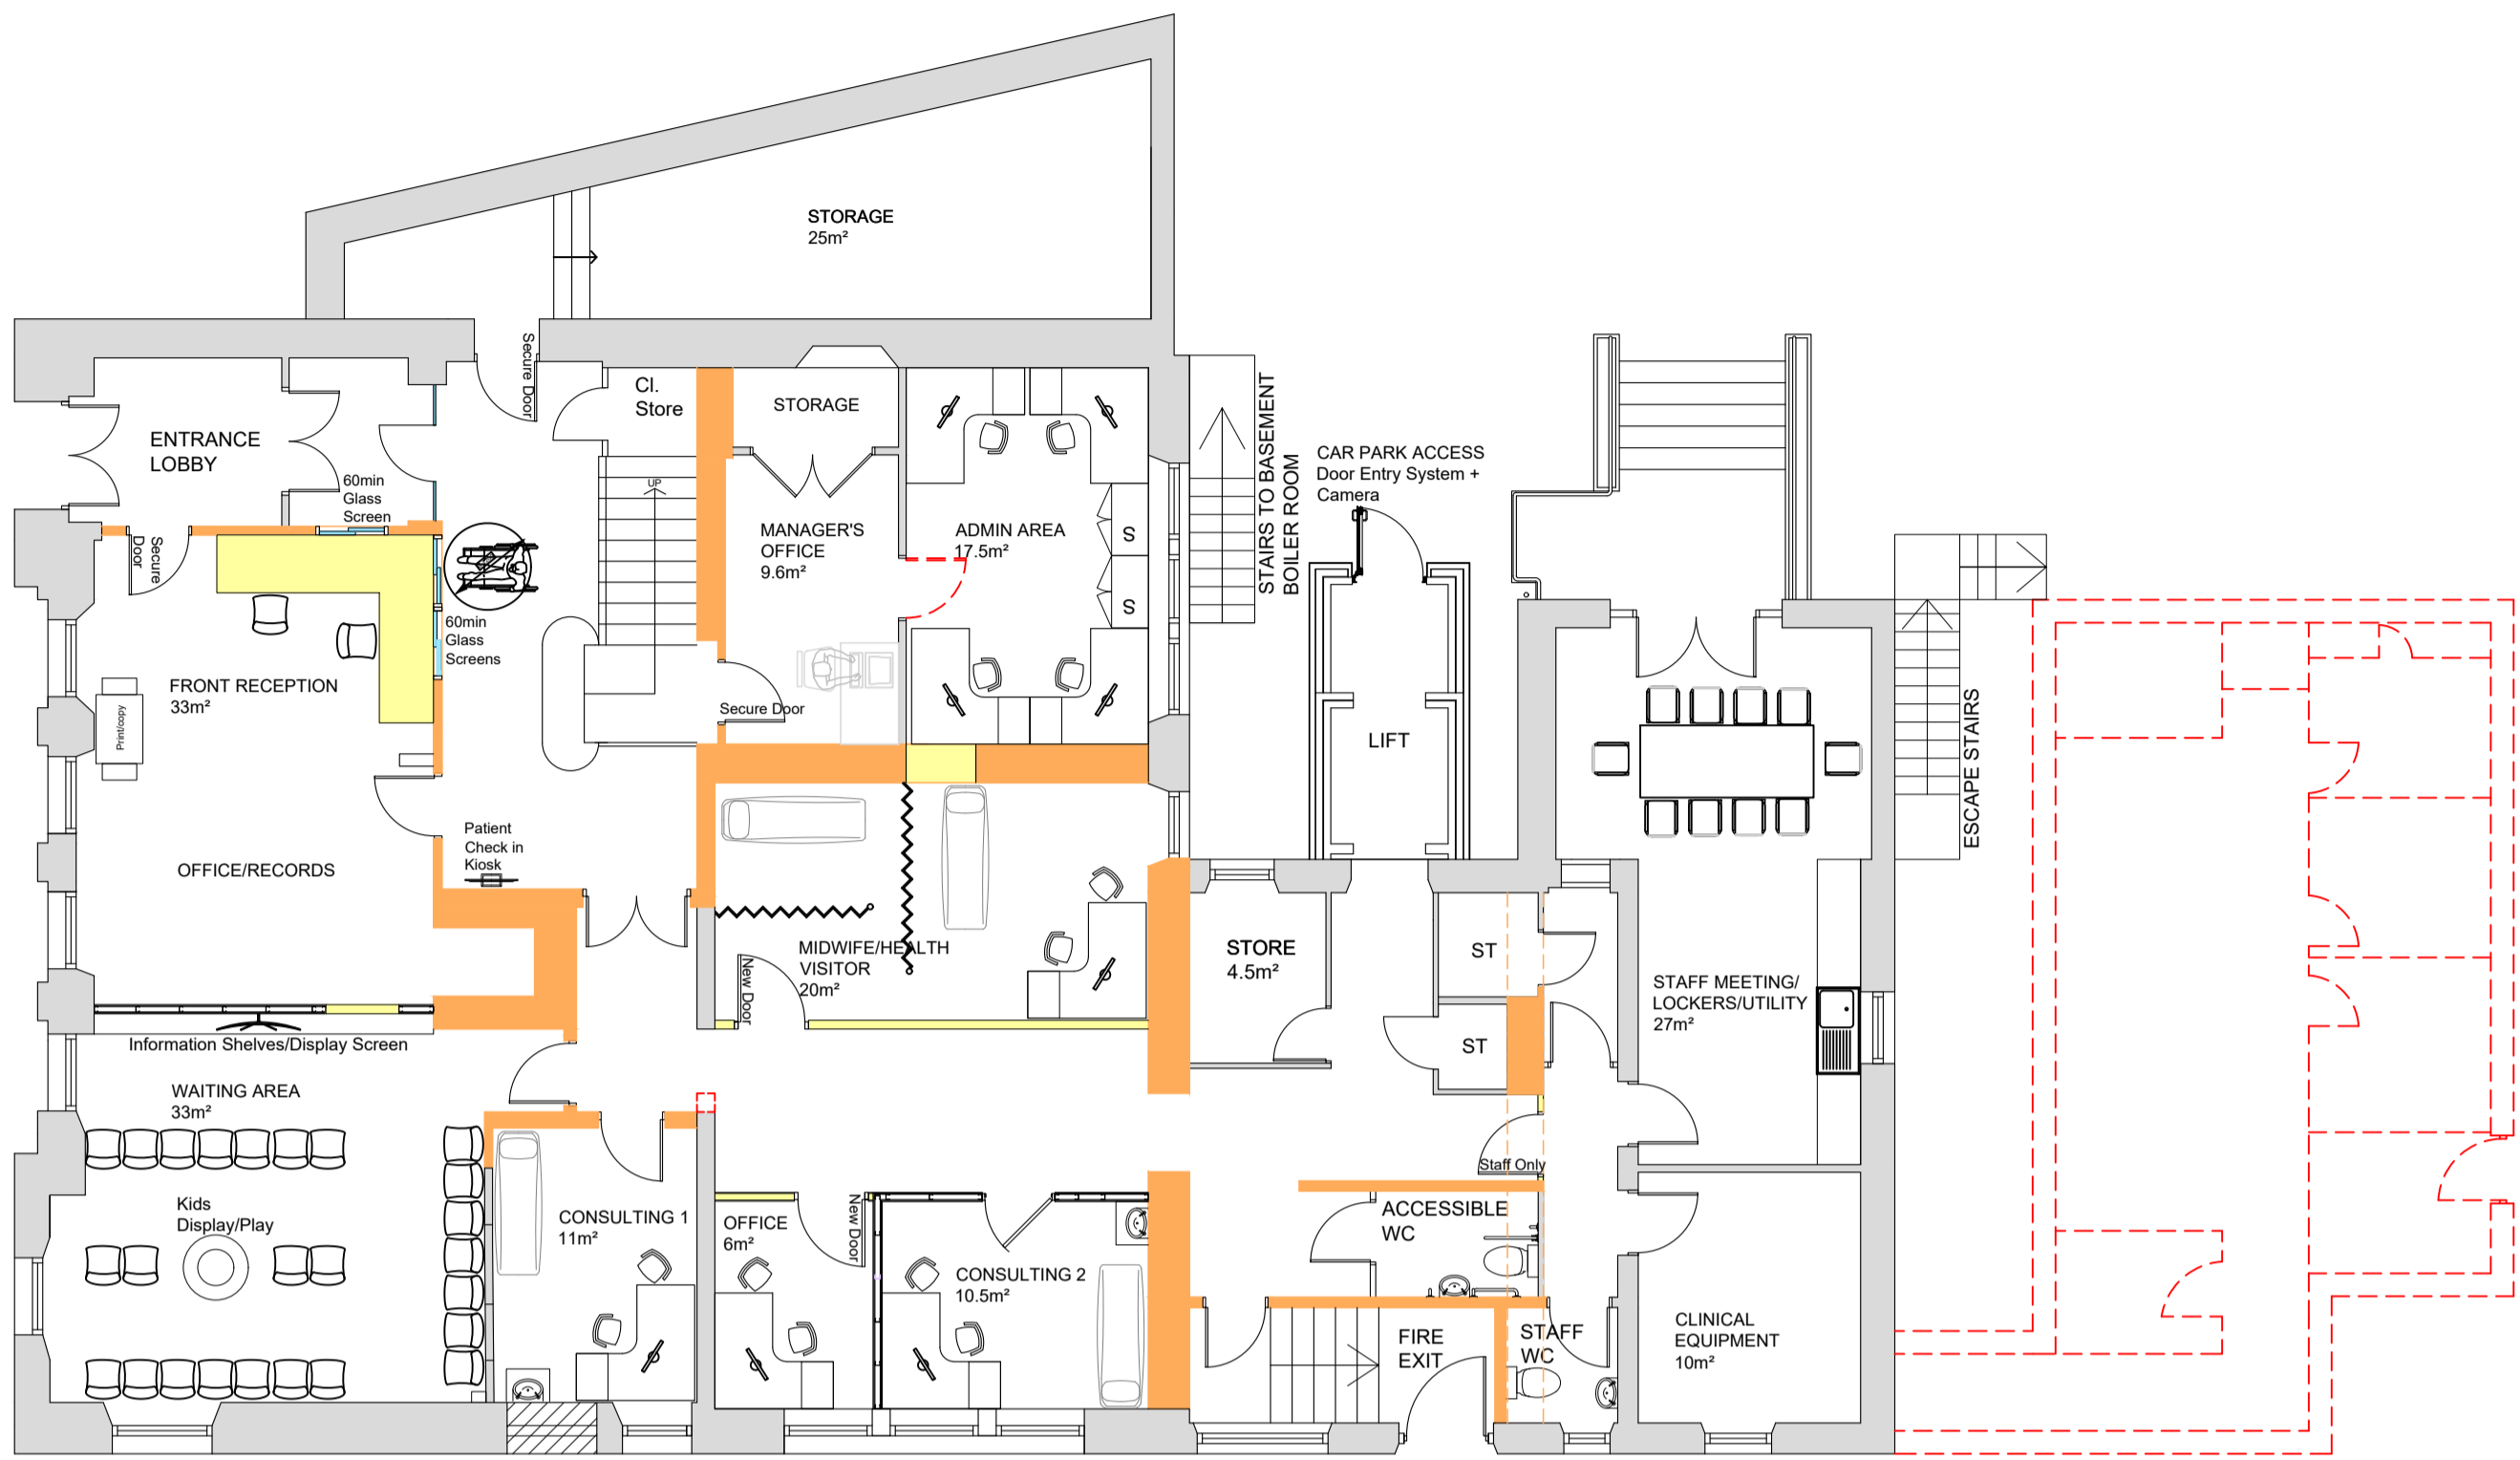 STORAGE
25m²
Secure Door
Cl.
Store
STORAGE
ENTRANCE
LOBBY
60min
Glass
Screen
UP
Secure
Door
MANAGER'S
OFFICE
9.6m²
ADMIN AREA
17.5m²
S
S
STAIRS TO BASEMENT
BOILER ROOM
CAR PARK ACCESS
Door Entry System +
Camera
60min
Glass
Screens
FRONT RECEPTION
33m²
Print/copy
Secure Door
LIFT
ESCAPE STAIRS
Patient
Check in
Kiosk
OFFICE/RECORDS
MIDWIFE/HEALTH
VISITOR
20m²
New Door
STORE
4.5m²
ST
ST
STAFF MEETING/
LOCKERS/UTILITY
27m²
Information Shelves/Display Screen
WAITING AREA
33m²
Staff Only
Kids
Display/Play
CONSULTING 1
11m²
OFFICE
6m²
New Door
CONSULTING 2
10.5m²
ACCESSIBLE
WC
FIRE
EXIT
STAFF
WC
CLINICAL
EQUIPMENT
10m²